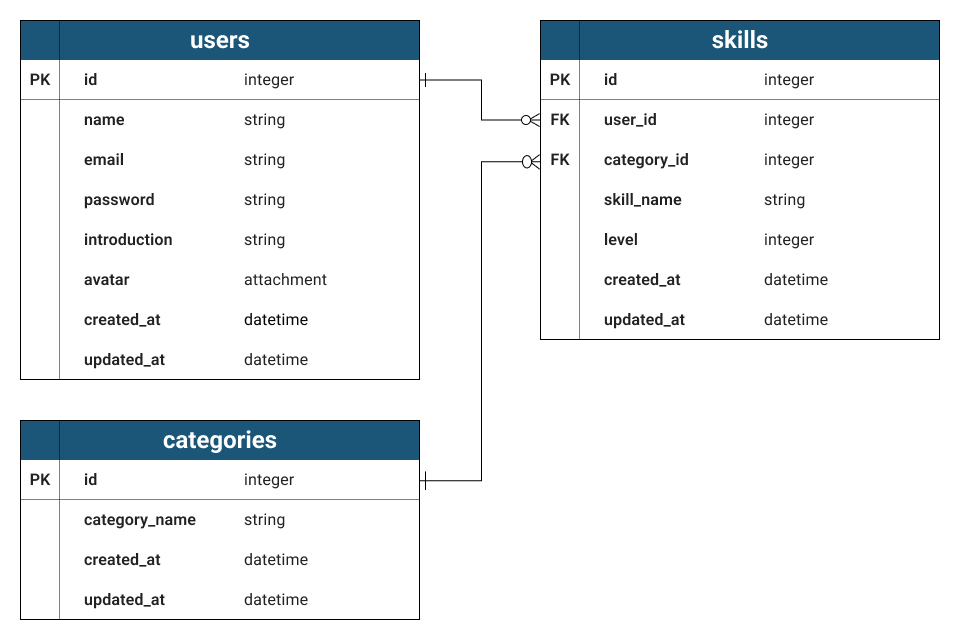 users
PK id integer
name string
email string
password string
introduction string
avatar attachment
created_at datetime
updated_at datetime
skills
PK id integer
FK user_id integer
FK category_id integer
skill_name string
level integer
created_at datetime
updated_at datetime
categories
PK id integer
category_name string
created_at datetime
updated_at datetime